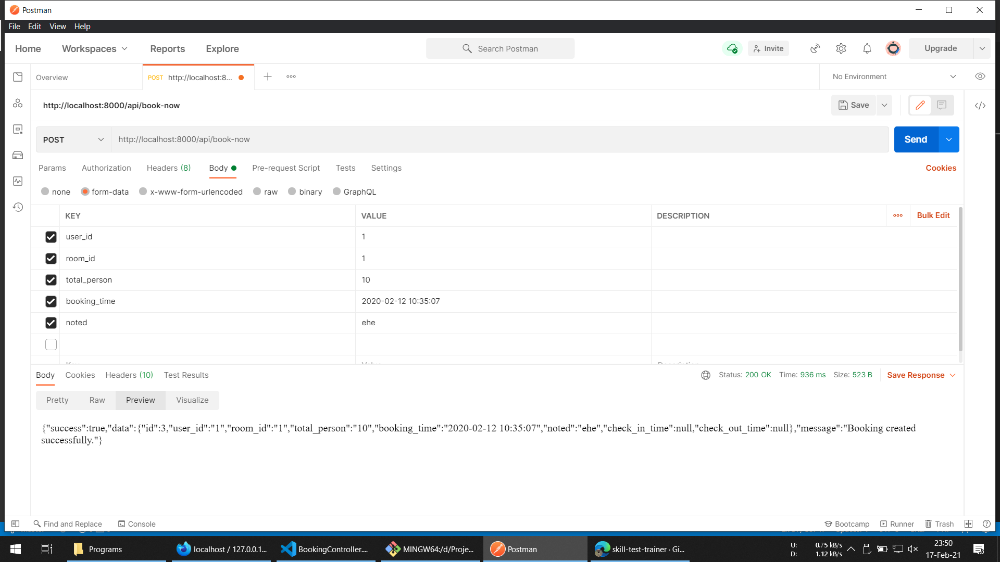 Postman
File Edit View Help
Home Workspaces Reports Explore Search Postman Invite Upgrade
Overview POST http://localhost:8... No Environment
http://localhost:8000/api/book-now Save
POST http://localhost:8000/api/book-now Send
Params Authorization Headers (8) Body Pre-request Script Tests Settings Cookies
none form-data x-www-form-urlencoded raw binary GraphQL
KEY VALUE DESCRIPTION Bulk Edit
user_id 1
room_id 1
total_person 10
booking_time 2020-02-12 10:35:07
noted ehe
Body Cookies Headers (10) Test Results Status: 200 OK Time: 936 ms Size: 523 B Save Response
Pretty Raw Preview Visualize
{"success":true,"data":{"id":3,"user_id":"1","room_id":"1","total_person":"10","booking_time":"2020-02-12 10:35:07","noted":"ehe","check_in_time":null,"check_out_time":null},"message":"Booking created
successfully."}
Find and Replace Console Bootcamp Runner Trash
Programs localhost / 127.0.0.1... BookingController.... MINGW64:/d/Proje... Postman skill-test-trainer · Gi... U: 0.75 kB/s 23:50
D: 1.12 kB/s 17-Feb-21